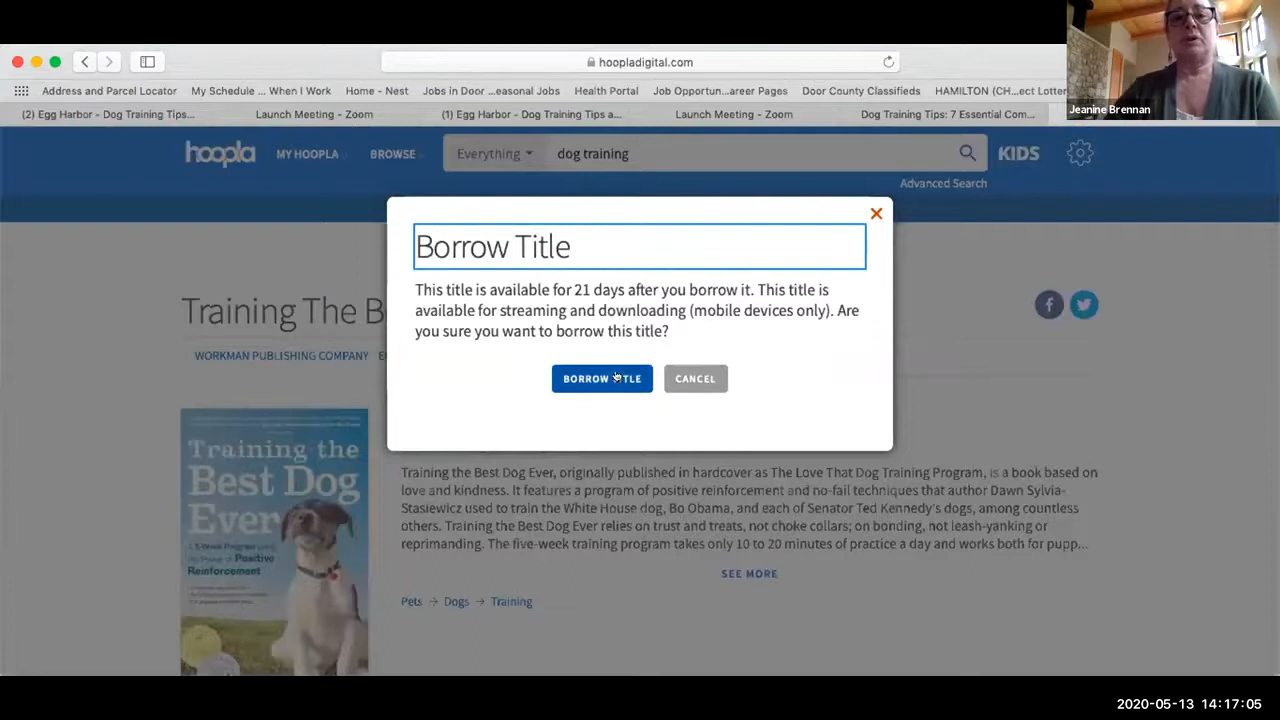 hoopladigital.com
Address and Parcel Locator
My Schedule ... When I Work
Home - Nest
Jobs in Door ...easonal Jobs
Health Portal
Job Opportun...areer Pages
Door County Classifieds
HAMILTON (CH...ect Lotter
Jeanine Brennan
(2) Egg Harbor - Dog Training Tips...
Launch Meeting - Zoom
(1) Egg Harbor - Dog Training Tips a...
Launch Meeting - Zoom
Dog Training Tips: 7 Essential Com...
hoopla
MY HOOPLA
BROWSE
Everything
dog training
KIDS
Advanced Search
Borrow Title
This title is available for 21 days after you borrow it. This title is
available for streaming and downloading (mobile devices only). Are
you sure you want to borrow this title?
BORROW TITLE
CANCEL
Training The B
WORKMAN PUBLISHING COMPANY
Training the
Best Dog
Ever
Positive
Reinforcement
Training the Best Dog Ever, originally published in hardcover as The Love That Dog Training Program, is a book based on
love and kindness. It features a program of positive reinforcement and no-fail techniques that author Dawn Sylvia-
Stasiewicz used to train the White House dog, Bo Obama, and each of Senator Ted Kennedy's dogs, among countless
others. Training the Best Dog Ever relies on trust and treats, not choke collars; on bonding, not leash-yanking or
reprimanding. The five-week training program takes only 10 to 20 minutes of practice a day and works both for pupp...
SEE MORE
Pets → Dogs → Training
2020-05-13 14:17:05